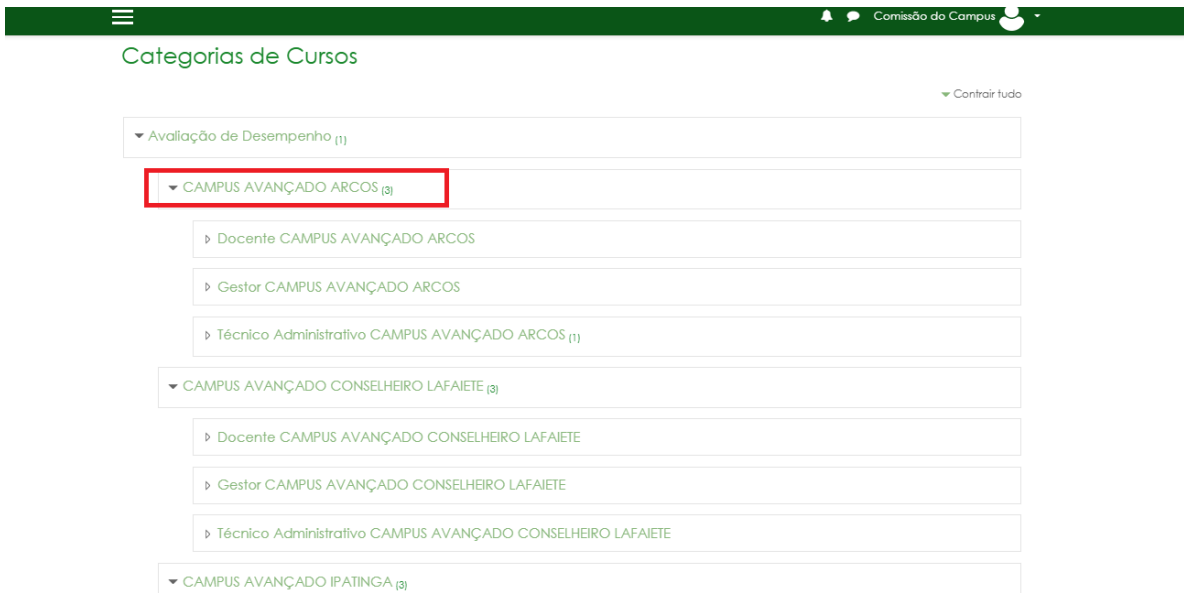 Comissão do Campus
Categorias de Cursos
Contrair tudo
Avaliação de Desempenho (1)
CAMPUS AVANÇADO ARCOS (3)
Docente CAMPUS AVANÇADO ARCOS
Gestor CAMPUS AVANÇADO ARCOS
Técnico Administrativo CAMPUS AVANÇADO ARCOS (1)
CAMPUS AVANÇADO CONSELHEIRO LAFAIETE (3)
Docente CAMPUS AVANÇADO CONSELHEIRO LAFAIETE
Gestor CAMPUS AVANÇADO CONSELHEIRO LAFAIETE
Técnico Administrativo CAMPUS AVANÇADO CONSELHEIRO LAFAIETE
CAMPUS AVANÇADO IPATINGA (3)